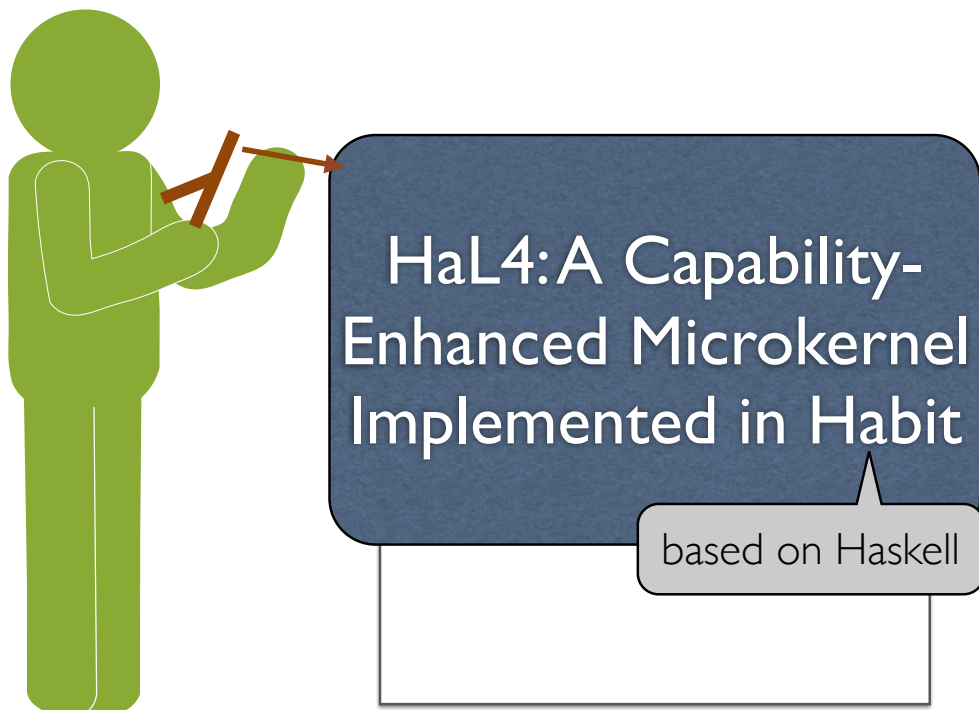 HaL4: A Capability-
Enhanced Microkernel
Implemented in Habit
based on Haskell